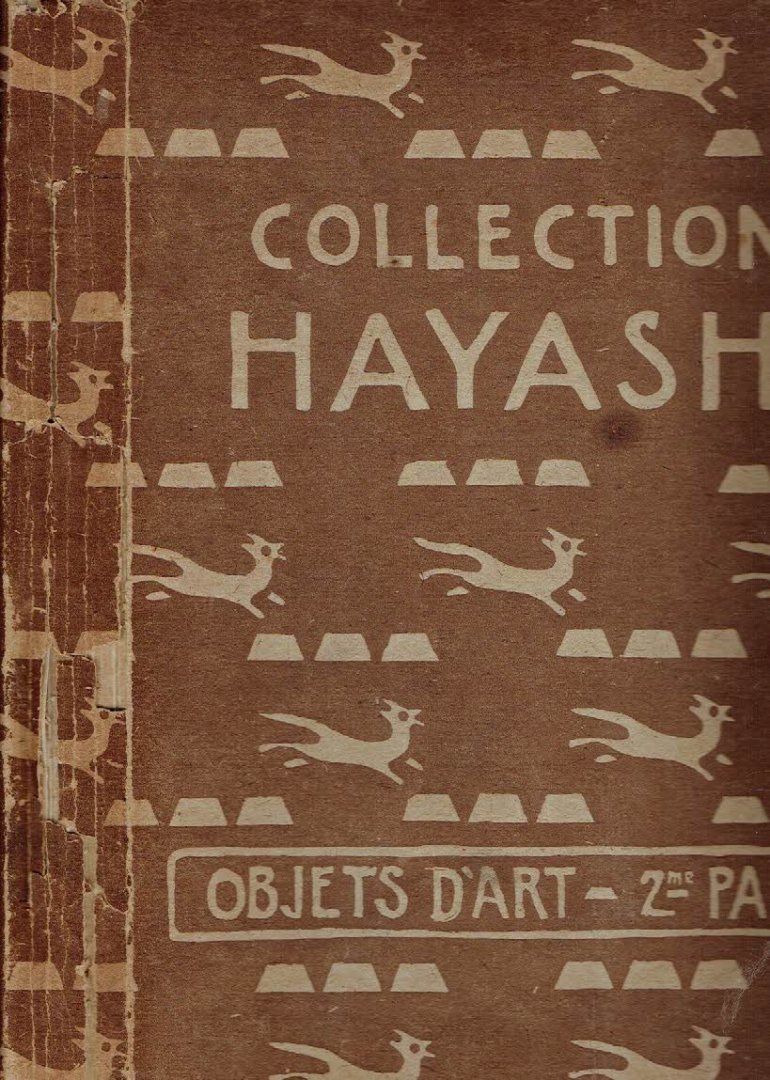 COLLECTION
HAYASH
OBJETS D'ART - 2me PA